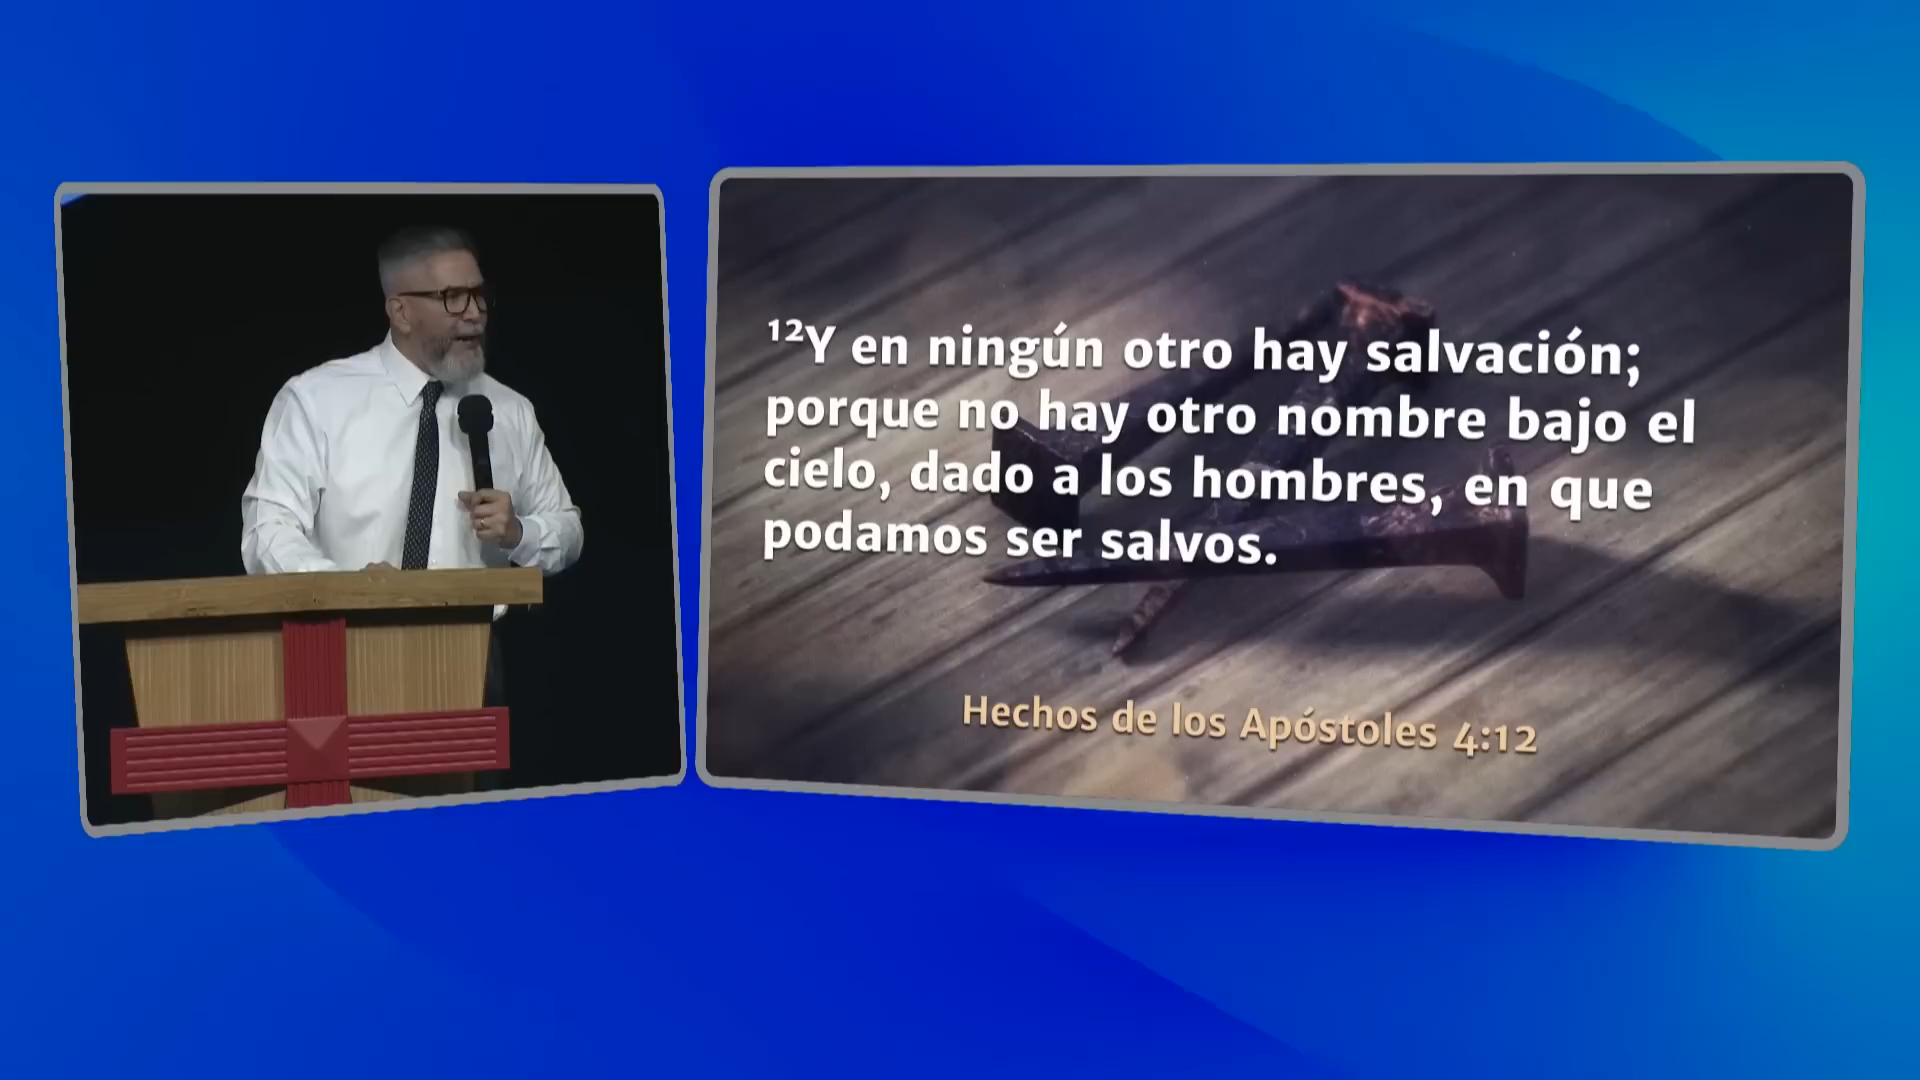 ¹²Y en ningún otro hay salvación;
porque no hay otro nombre bajo el
cielo, dado a los hombres, en que
podamos ser salvos.
Hechos de los Apóstoles 4:12